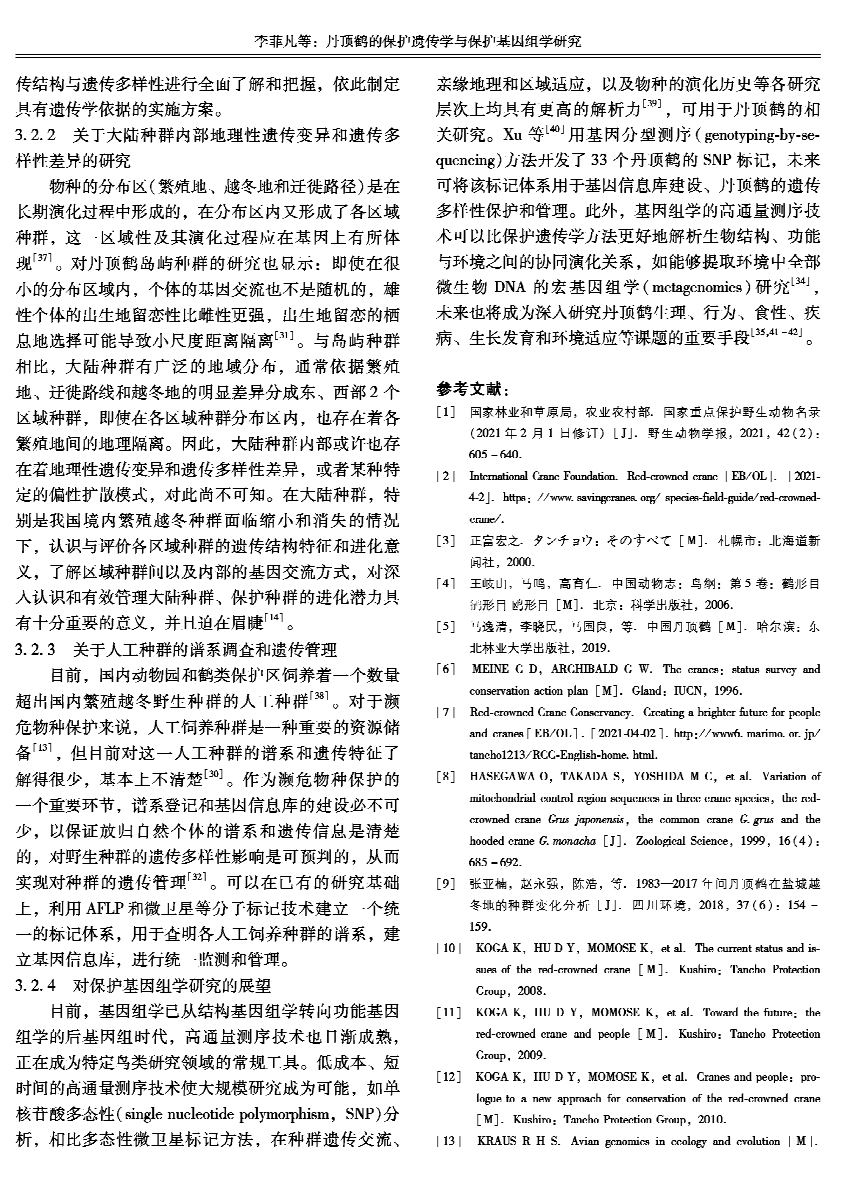 李菲凡等：丹顶鹤的保护遗传学与保护基因组学研究
传结构与遗传多样性进行全面了解和把握，依此制定
具有遗传学依据的实施方案。
3.2.2 关于大陆种群内部地理性遗传变异和遗传多
样性差异的研究
物种的分布区(繁殖地、越冬地和迁徙路径)是在
长期演化过程中形成的，在分布区内又形成了各区域
种群，这一区域性及其演化过程应在基因上有所体
现[37]。对丹顶鹤岛屿种群的研究也显示：即使在很
小的分布区域内，个体的基因交流也不是随机的，雄
性个体的出生地留恋性比雌性更强，出生地留恋的栖
息地选择可能导致小尺度距离隔离[31]。与岛屿种群
相比，大陆种群有广泛的地域分布，通常依据繁殖
地、迁徙路线和越冬地的明显差异分成东、西部2个
区域种群，即使在各区域种群分布区内，也存在着各
繁殖地间的地理隔离。因此，大陆种群内部或许也存
在着地理性遗传变异和遗传多样性差异，或者某种特
定的偏性扩散模式，对此尚不可知。在大陆种群，特
别是我国境内繁殖越冬种群面临缩小和消失的情况
下，认识与评价各区域种群的遗传结构特征和进化意
义，了解区域种群间以及内部的基因交流方式，对深
入认识和有效管理大陆种群、保护种群的进化潜力具
有十分重要的意义，并且迫在眉睫[14]。
3.2.3 关于人工种群的谱系调查和遗传管理
目前，国内动物园和鹤类保护区饲养着一个数量
超出国内繁殖越冬野生种群的人工种群[38]。对于濒
危物种保护来说，人工饲养种群是一种重要的资源储
备[13]，但目前对这一人工种群的谱系和遗传特征了
解得很少，基本上不清楚[30]。作为濒危物种保护的
一个重要环节，谱系登记和基因信息库的建设必不可
少，以保证放归自然个体的谱系和遗传信息是清楚
的，对野生种群的遗传多样性影响是可预判的，从而
实现对种群的遗传管理[32]。可以在已有的研究基础
上，利用AFLP和微卫星等分子标记技术建立一个统
一的标记体系，用于查明各人工饲养种群的谱系，建
立基因信息库，进行统一监测和管理。
3.2.4 对保护基因组学研究的展望
目前，基因组学已从结构基因组学转向功能基因
组学的后基因组时代，高通量测序技术也日渐成熟，
正在成为特定鸟类研究领域的常规工具。低成本、短
时间的高通量测序技术使大规模研究成为可能，如单
核苷酸多态性(single nucleotide polymorphism，SNP)分
析，相比多态性微卫星标记方法，在种群遗传交流、
亲缘地理和区域适应，以及物种的演化历史等各研究
层次上均具有更高的解析力[39]，可用于丹顶鹤的相
关研究。Xu等[40]用基因分型测序(genotyping-by-se-
quencing)方法开发了33个丹顶鹤的SNP标记，未来
可将该标记体系用于基因信息库建设、丹顶鹤的遗传
多样性保护和管理。此外，基因组学的高通量测序技
术可以比保护遗传学方法更好地解析生物结构、功能
与环境之间的协同演化关系，如能够提取环境中全部
微生物DNA的宏基因组学(metagenomics)研究[34]，
未来也将成为深入研究丹顶鹤生理、行为、食性、疾
病、生长发育和环境适应等课题的重要手段[35,41-42]。
参考文献：
[1] 国家林业和草原局，农业农村部．国家重点保护野生动物名录
(2021年2月1日修订)[J]．野生动物学报，2021，42(2)：
605－640．
[2] International Crane Foundation．Red-crowned crane [EB/OL]．[2021-
4-2]．https：//www.savingcranes.org/ species-field-guide/red-crowned-
crane/.
[3] 正富宏之．タンチョウ：そのすべて[M]．札幌市：北海道新
闻社，2000．
[4] 王岐山，马鸣，高育仁．中国动物志：鸟纲：第5卷：鹤形目
鸻形目 鸥形目[M]．北京：科学出版社，2006．
[5] 马逸清，李晓民，马国良，等．中国丹顶鹤[M]．哈尔滨：东
北林业大学出版社，2019．
[6] MEINE C D，ARCHIBALD G W．The cranes：status survey and
conservation action plan [M]．Gland：IUCN，1996．
[7] Red-crowned Crane Conservancy．Creating a brighter future for people
and cranes[EB/OL]．[2021-04-02]．http：//www6.marimo.or.jp/
tancho1213/RCC-English-home.html.
[8] HASEGAWA O，TAKADA S，YOSHIDA M C，et al．Variation of
mitochondrial control region sequences in three crane species，the red-
crowned crane Grus japonensis，the common crane G. grus and the
hooded crane G. monacha [J]．Zoological Science，1999，16(4)：
685－692．
[9] 张亚楠，赵永强，陈浩，等．1983—2017年间丹顶鹤在盐城越
冬地的种群变化分析[J]．四川环境，2018，37(6)：154－
159．
[10] KOGA K，HU D Y，MOMOSE K，et al．The current status and is-
sues of the red-crowned crane [M]．Kushiro：Tancho Protection
Group，2008．
[11] KOGA K，HU D Y，MOMOSE K，et al．Toward the future：the
red-crowned crane and people [M]．Kushiro：Tancho Protection
Group，2009．
[12] KOGA K，HU D Y，MOMOSE K，et al．Cranes and people：pro-
logue to a new approach for conservation of the red-crowned crane
[M]．Kushiro：Tancho Protection Group，2010．
[13] KRAUS R H S．Avian genomics in ecology and evolution [M]．